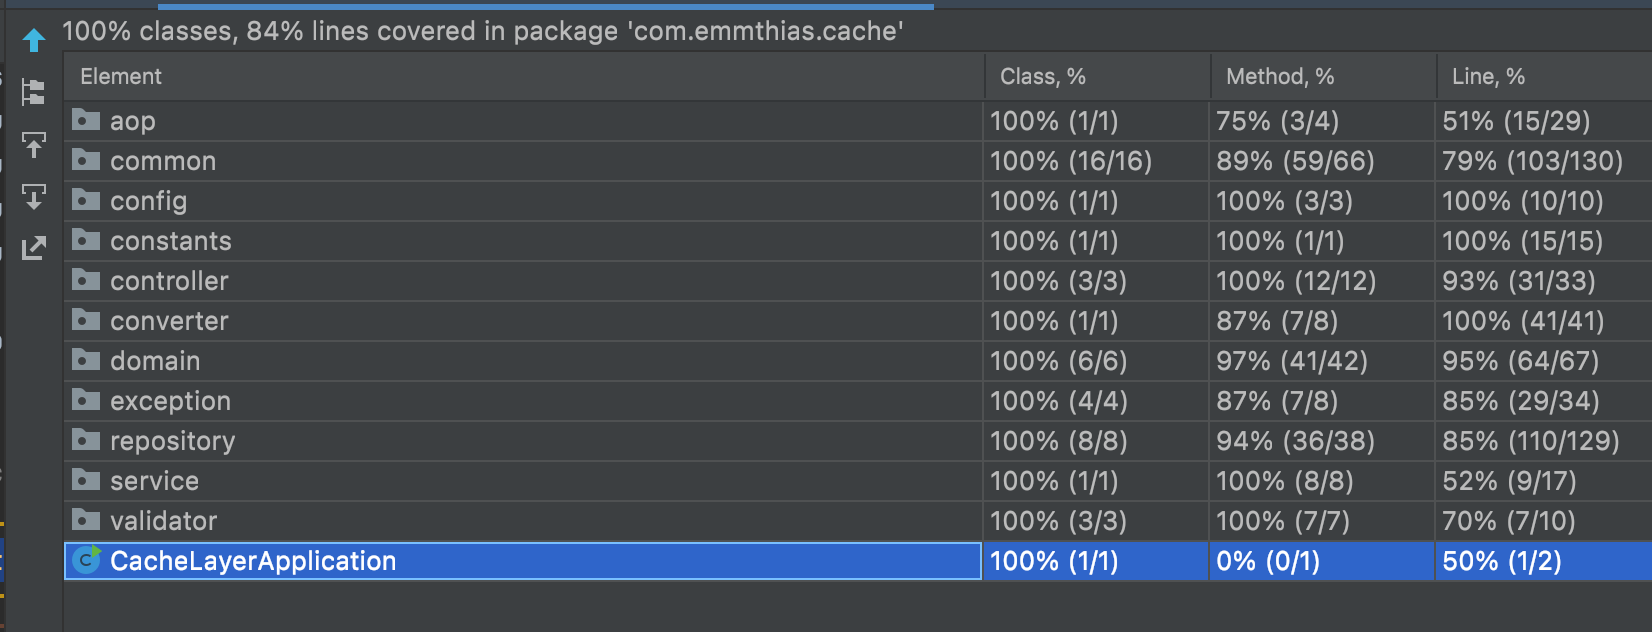 100% classes, 84% lines covered in package 'com.emmthias.cache'
Element Class, % Method, % Line, %
aop 100% (1/1) 75% (3/4) 51% (15/29)
common 100% (16/16) 89% (59/66) 79% (103/130)
config 100% (1/1) 100% (3/3) 100% (10/10)
constants 100% (1/1) 100% (1/1) 100% (15/15)
controller 100% (3/3) 100% (12/12) 93% (31/33)
converter 100% (1/1) 87% (7/8) 100% (41/41)
domain 100% (6/6) 97% (41/42) 95% (64/67)
exception 100% (4/4) 87% (7/8) 85% (29/34)
repository 100% (8/8) 94% (36/38) 85% (110/129)
service 100% (1/1) 100% (8/8) 52% (9/17)
validator 100% (3/3) 100% (7/7) 70% (7/10)
C CacheLayerApplication 100% (1/1) 0% (0/1) 50% (1/2)